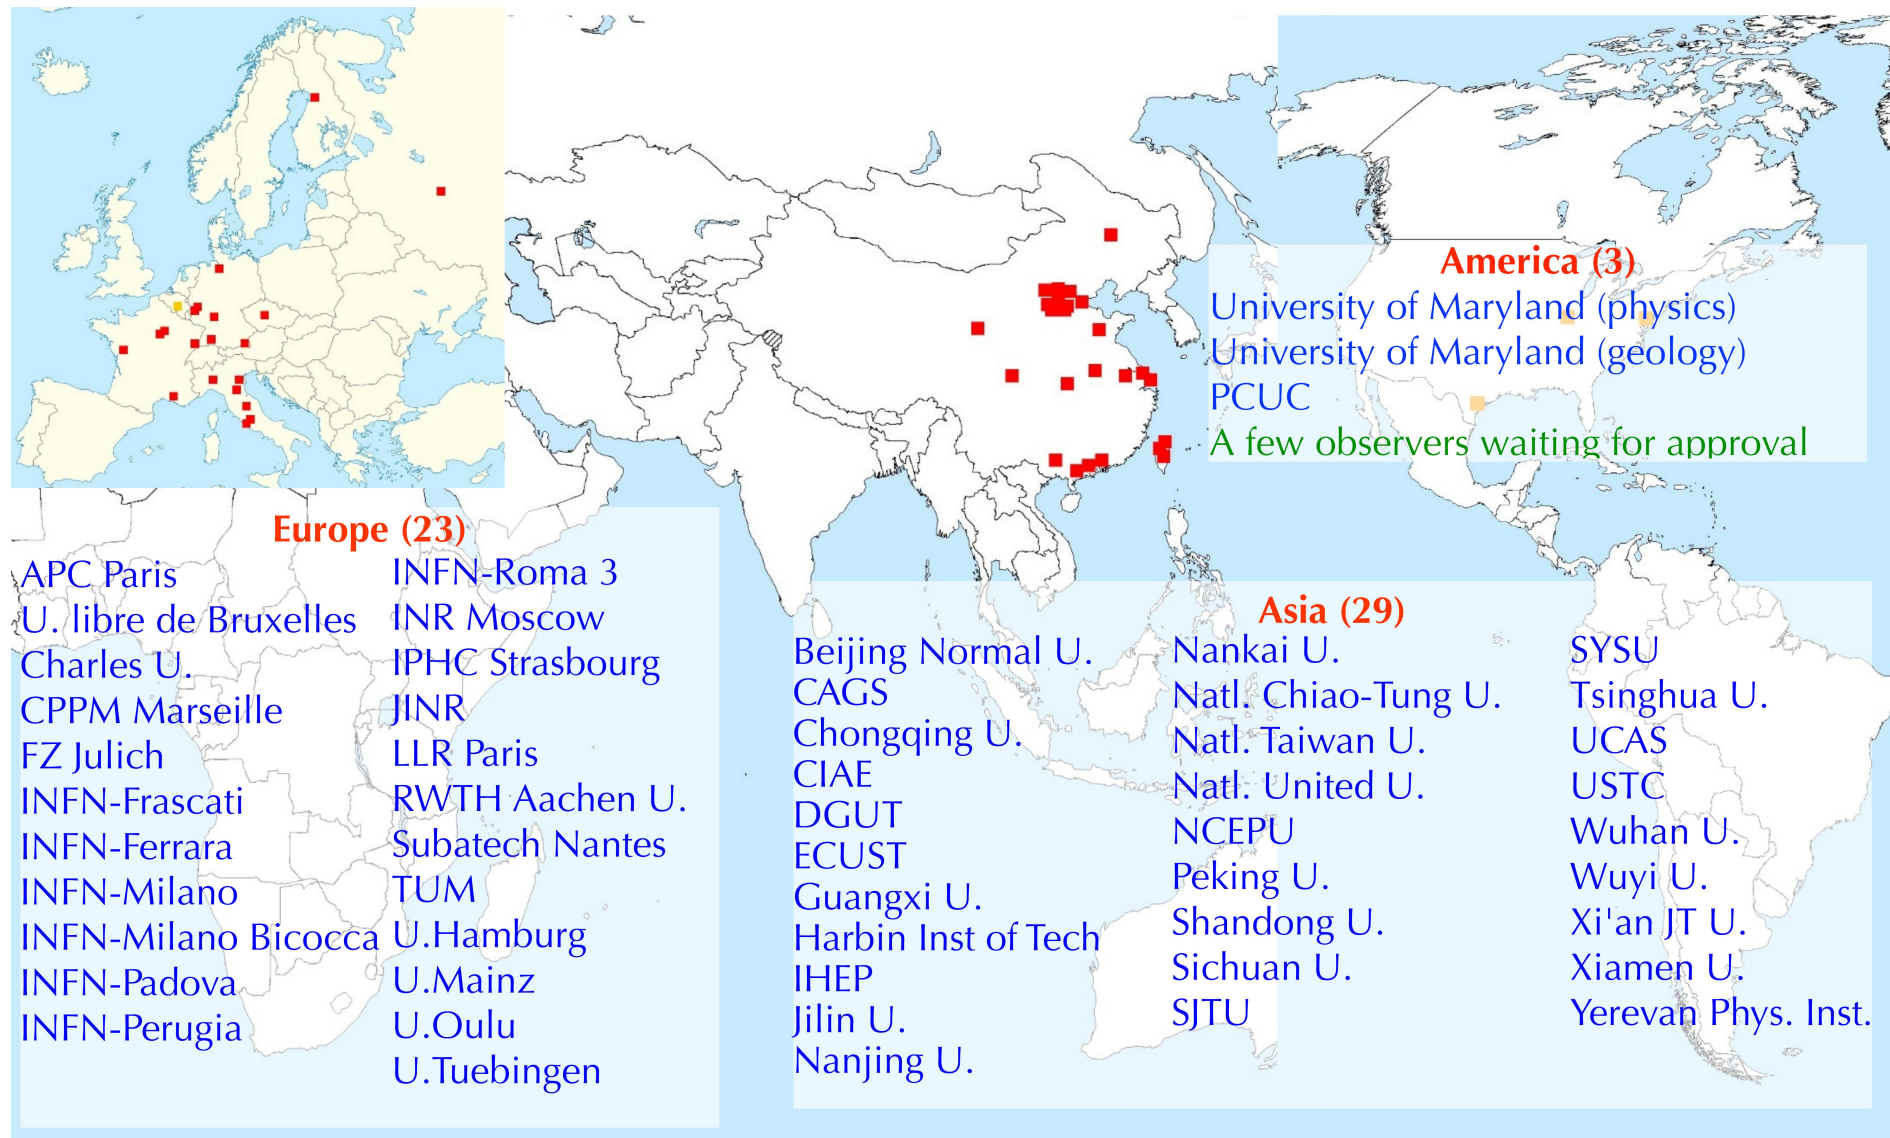 America (3)
University of Maryland (physics)
University of Maryland (geology)
PCUC
A few observers waiting for approval
Europe (23)
APC Paris
U. libre de Bruxelles
Charles U.
CPPM Marseille
FZ Julich
INFN-Frascati
INFN-Ferrara
INFN-Milano
INFN-Milano Bicocca
INFN-Padova
INFN-Perugia
INFN-Roma 3
INR Moscow
IPHC Strasbourg
JINR
LLR Paris
RWTH Aachen U.
Subatech Nantes
TUM
U.Hamburg
U.Mainz
U.Oulu
U.Tuebingen
Asia (29)
Beijing Normal U.
CAGS
Chongqing U.
CIAE
DGUT
ECUST
Guangxi U.
Harbin Inst of Tech
IHEP
Jilin U.
Nanjing U.
Nankai U.
Natl. Chiao-Tung U.
Natl. Taiwan U.
Natl. United U.
NCEPU
Peking U.
Shandong U.
Sichuan U.
SJTU
SYSU
Tsinghua U.
UCAS
USTC
Wuhan U.
Wuyi U.
Xi'an JT U.
Xiamen U.
Yerevan Phys. Inst.